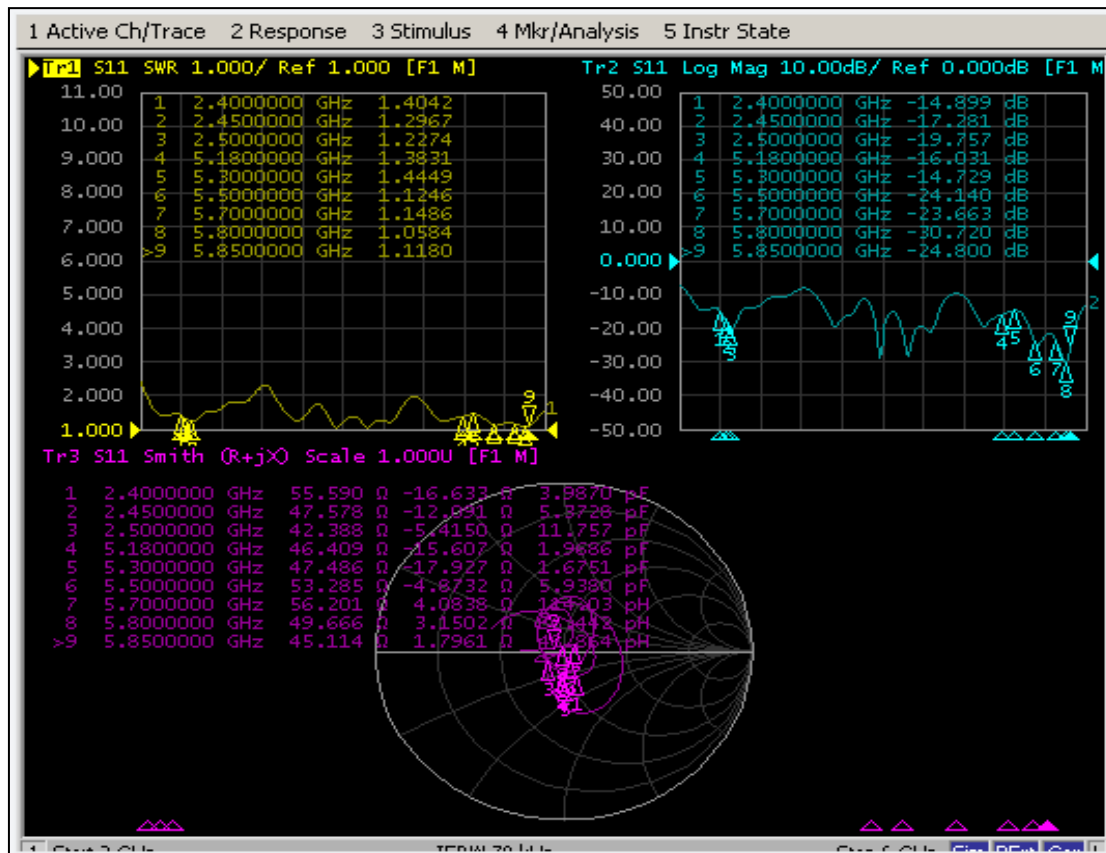 1 Active Ch/Trace 2 Response 3 Stimulus 4 Mkr/Analysis 5 Instr State
Tr1 S11 SWR 1.000/ Ref 1.000 [F1 M]
11.00
10.00
9.000
8.000
7.000
6.000
5.000
4.000
3.000
2.000
1.000
1 2.4000000 GHz 1.4042
2 2.4500000 GHz 1.2967
3 2.5000000 GHz 1.2274
4 5.1800000 GHz 1.3831
5 5.3000000 GHz 1.4449
6 5.5000000 GHz 1.1246
7 5.7000000 GHz 1.1486
8 5.8000000 GHz 1.0584
>9 5.8500000 GHz 1.1180
9
1
Tr2 S11 Log Mag 10.00dB/ Ref 0.000dB [F1 M
50.00
40.00
30.00
20.00
10.00
0.000
-10.00
-20.00
-30.00
-40.00
-50.00
1 2.4000000 GHz -14.899 dB
2 2.4500000 GHz -17.281 dB
3 2.5000000 GHz -19.757 dB
4 5.1800000 GHz -16.031 dB
5 5.3000000 GHz -14.729 dB
6 5.5000000 GHz -24.140 dB
7 5.7000000 GHz -23.663 dB
8 5.8000000 GHz -30.720 dB
>9 5.8500000 GHz -24.800 dB
9
2
4 5
6 7
8
Tr3 S11 Smith (R+jX) Scale 1.000U [F1 M]
1 2.4000000 GHz 55.590 Ω -16.633 Ω 3.9870 pF
2 2.4500000 GHz 47.578 Ω pF
3 2.5000000 GHz 42.388 Ω -5.4150 Ω 11.757 pF
4 5.1800000 GHz 46.409 Ω -15.607 Ω pF
5 5.3000000 GHz 47.486 Ω -17.927 Ω 1.6751 pF
6 5.5000000 GHz 53.285 Ω -4.8732 Ω pF
7 5.7000000 GHz 56.201 Ω 4.0838 Ω pH
8 5.8000000 GHz 49.666 Ω 3.1502 Ω pH
>9 5.8500000 GHz 45.114 Ω 1.7961 Ω pH